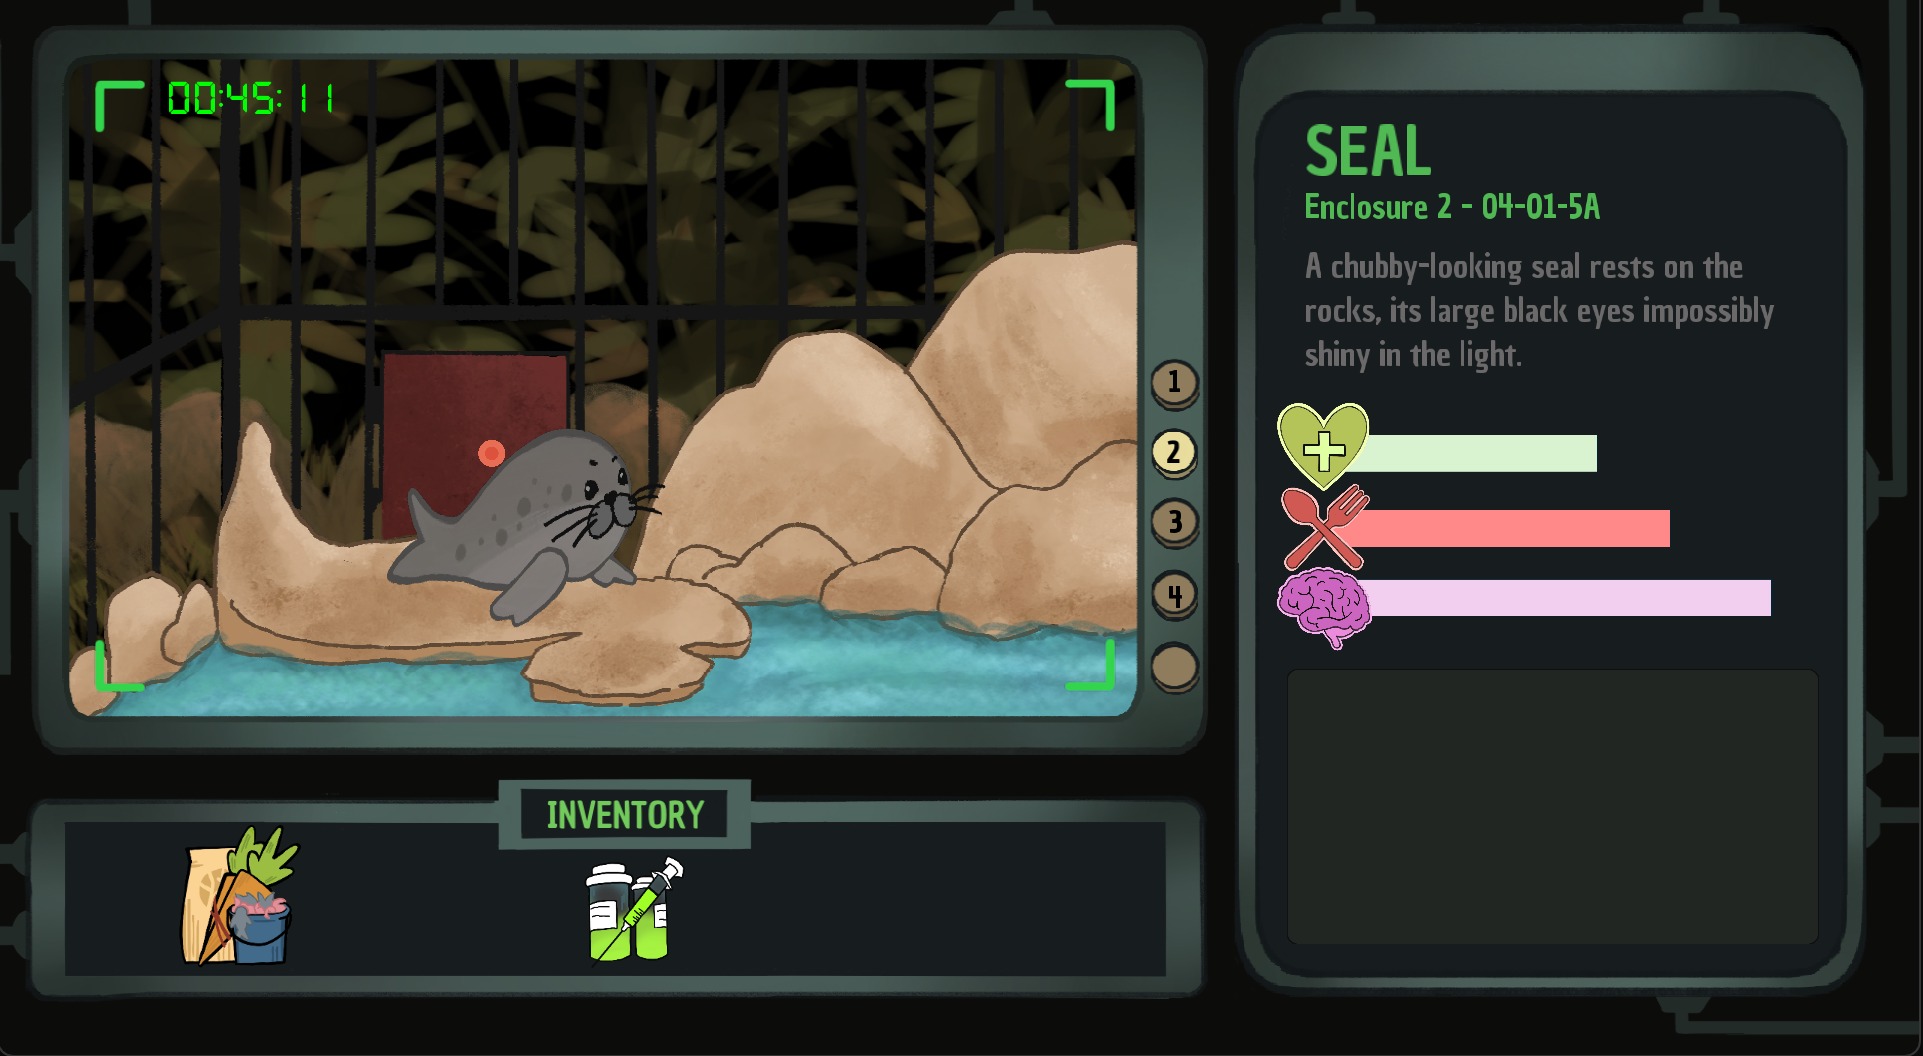 00:45:11
SEAL
Enclosure 2 - 04-01-5A
A chubby-looking seal rests on the
rocks, its large black eyes impossibly
shiny in the light.
1
2
3
4
INVENTORY